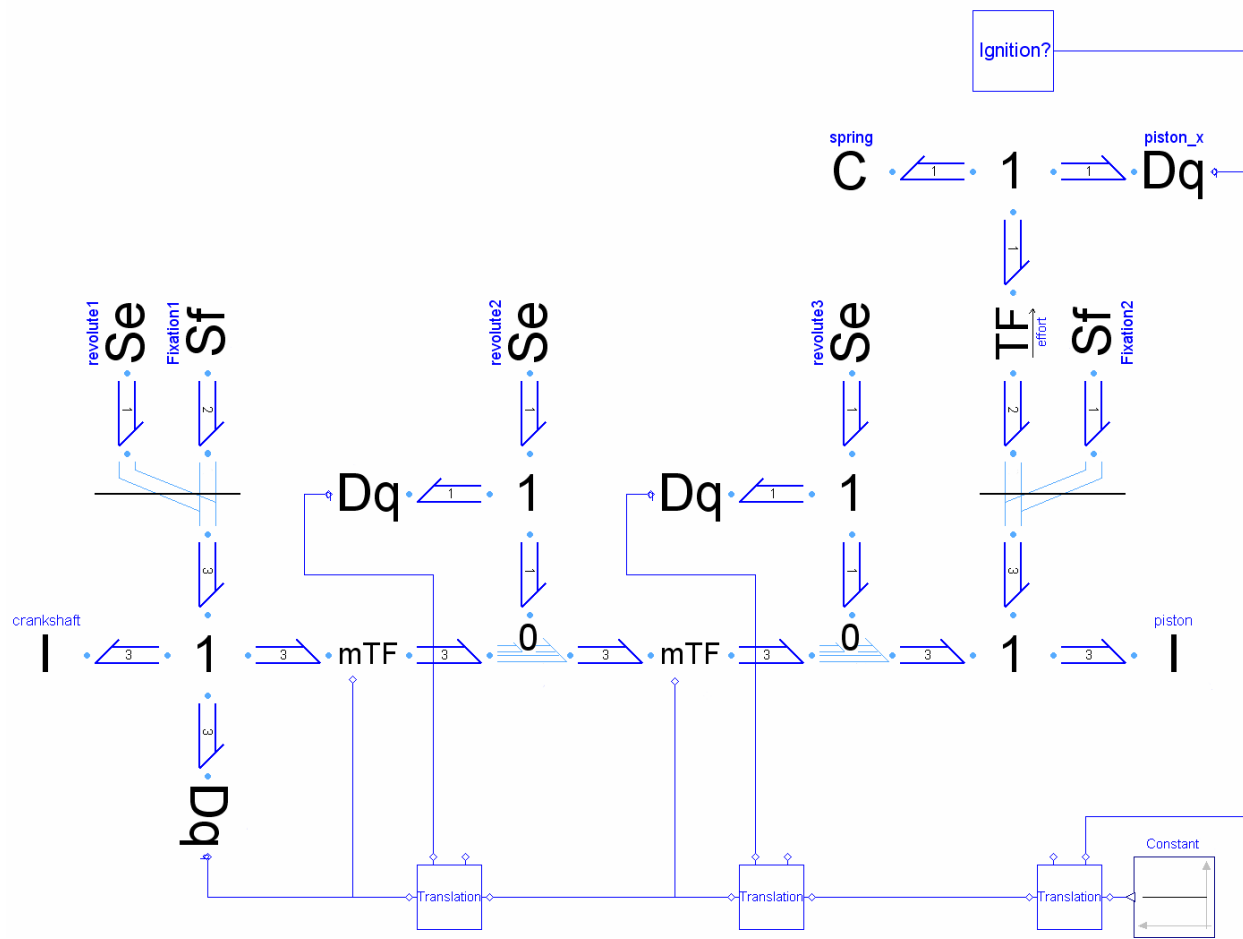 Ignition?
spring
piston_x
C
1
1
1
Dq
1
revolute1
Se
Fixation1
Sf
revolute2
Se
revolute3
Se
TF
effort
Sf
Fixation2
1
2
1
1
2
1
Dq
1
1
Dq
1
1
3
1
1
3
crankshaft
0
0
piston
I
3
1
3
mTF
3
3
mTF
3
3
1
3
I
3
Dq
Constant
Translation
Translation
Translation